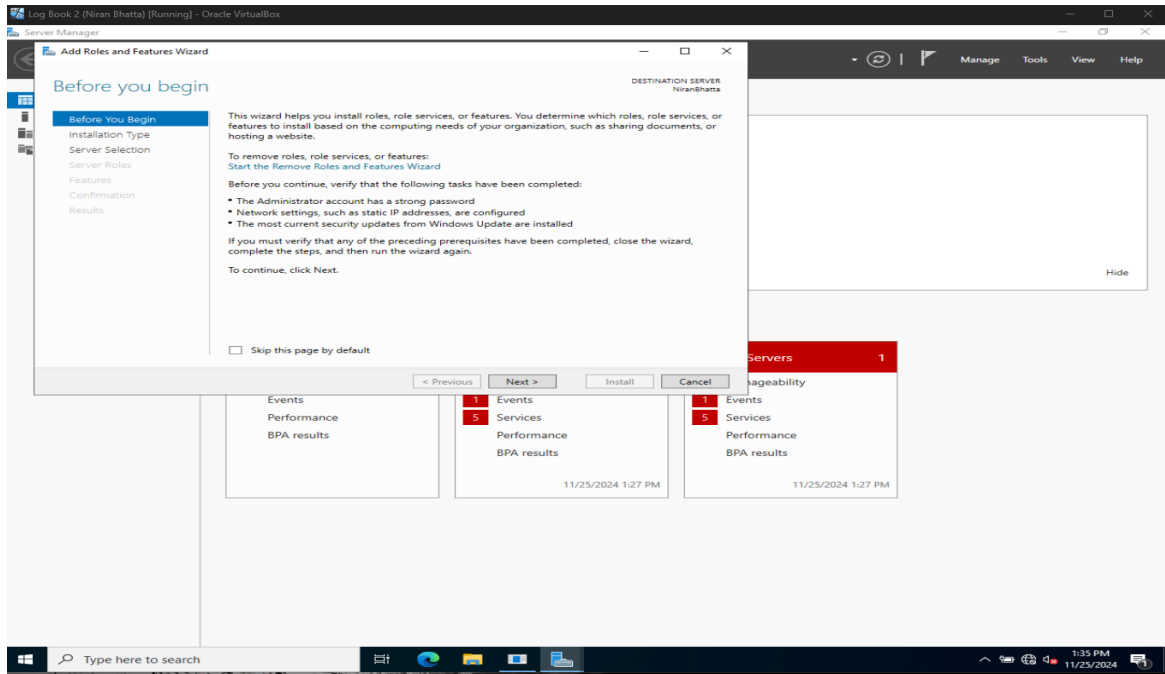 Log Book 2 (Niran Bhatta) [Running] - Oracle VirtualBox
Server Manager
Add Roles and Features Wizard
Manage Tools View Help
Before you begin
DESTINATION SERVER
NiranBhatta
Before You Begin
Installation Type
Server Selection
Server Roles
Features
Confirmation
Results
This wizard helps you install roles, role services, or features. You determine which roles, role services, or
features to install based on the computing needs of your organization, such as sharing documents, or
hosting a website.
To remove roles, role services, or features:
Start the Remove Roles and Features Wizard
Before you continue, verify that the following tasks have been completed:
• The Administrator account has a strong password
• Network settings, such as static IP addresses, are configured
• The most current security updates from Windows Update are installed
If you must verify that any of the preceding prerequisites have been completed, close the wizard,
complete the steps, and then run the wizard again.
To continue, click Next.
Hide
Skip this page by default
< Previous Next > Install Cancel
Servers 1
nageability
Events
Performance
BPA results
1 Events
5 Services
Performance
BPA results
11/25/2024 1:27 PM
1 Events
5 Services
Performance
BPA results
11/25/2024 1:27 PM
Type here to search
1:35 PM
11/25/2024
1